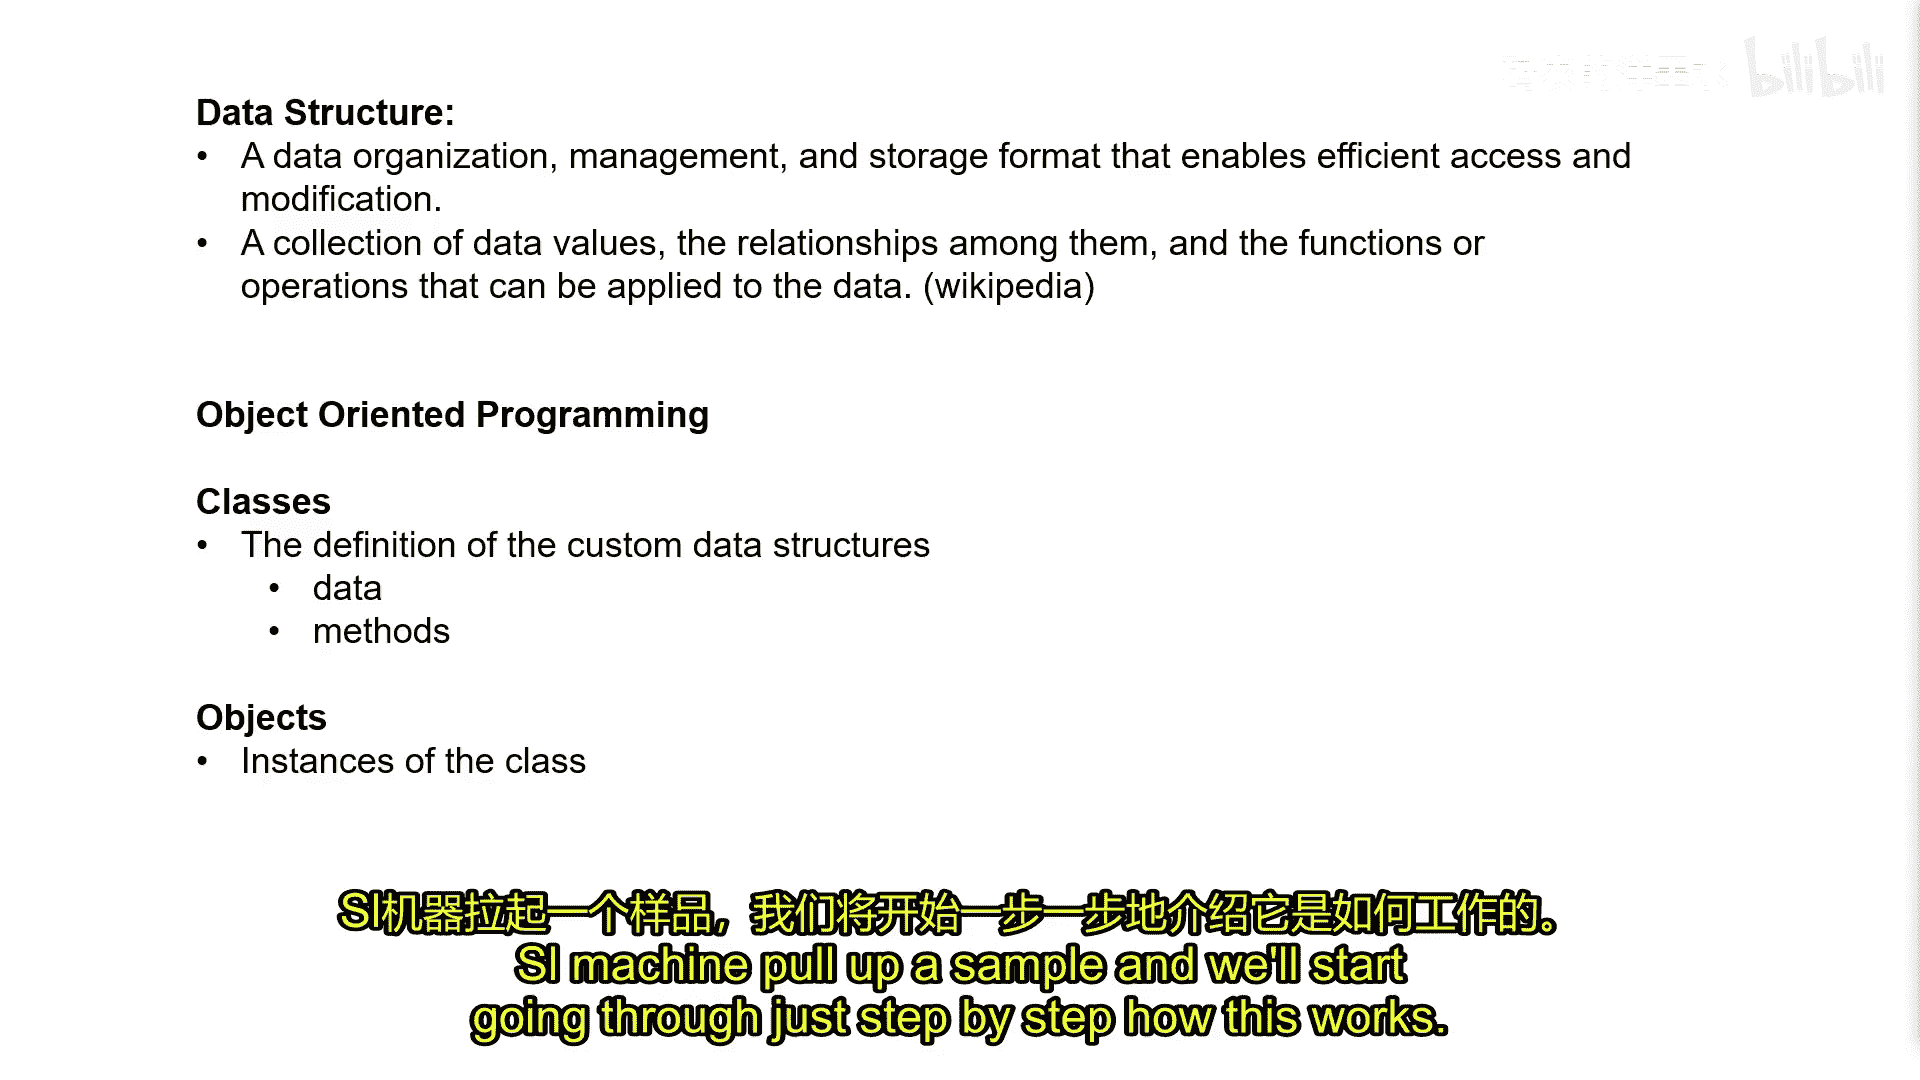 bilibili
Data Structure:
• A data organization, management, and storage format that enables efficient access and
modification.
• A collection of data values, the relationships among them, and the functions or
operations that can be applied to the data. (wikipedia)
Object Oriented Programming
Classes
• The definition of the custom data structures
• data
• methods
Objects
• Instances of the class
SI机器拉起一个样品，我们将开始一步一步地介绍它是如何工作的。
SI machine pull up a sample and we'll start
going through just step by step how this works.